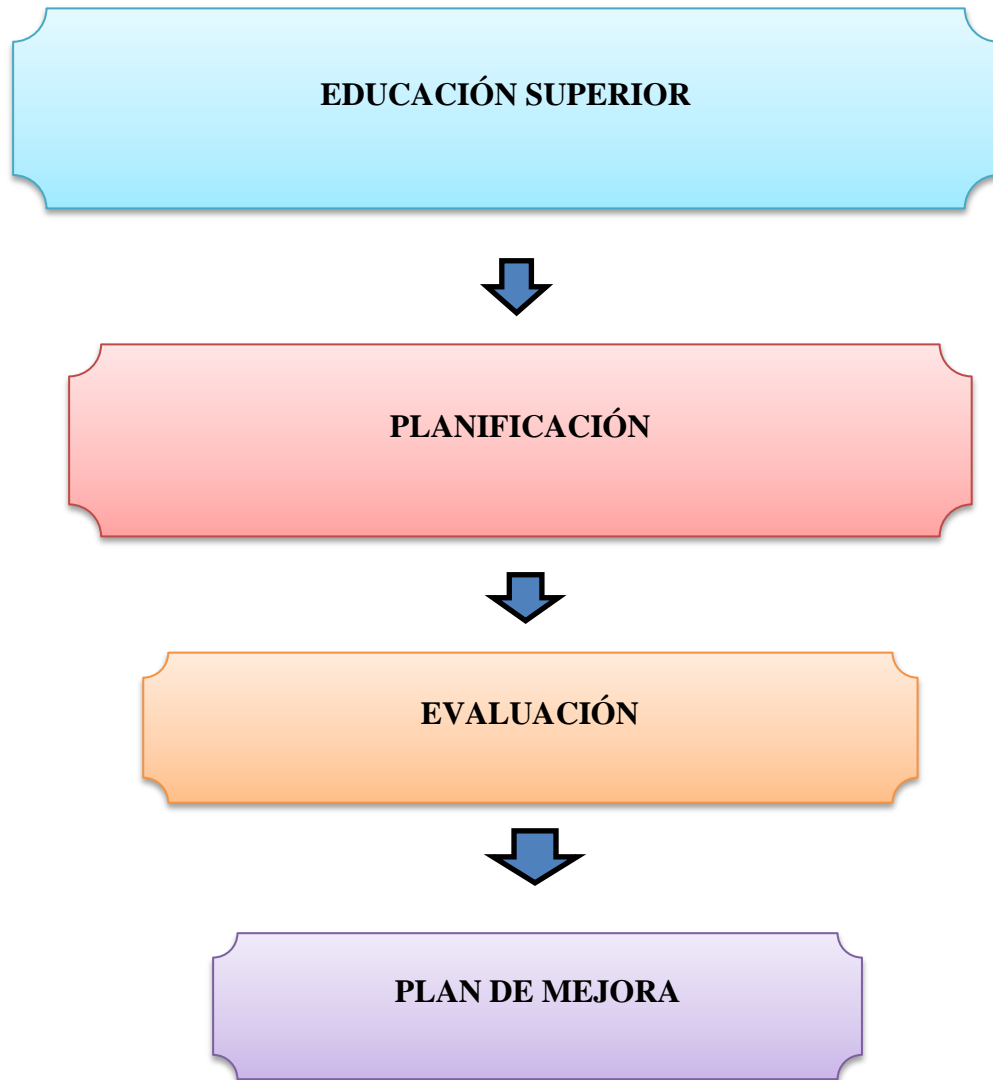 EDUCACIÓN SUPERIOR
PLANIFICACIÓN
EVALUACIÓN
PLAN DE MEJORA